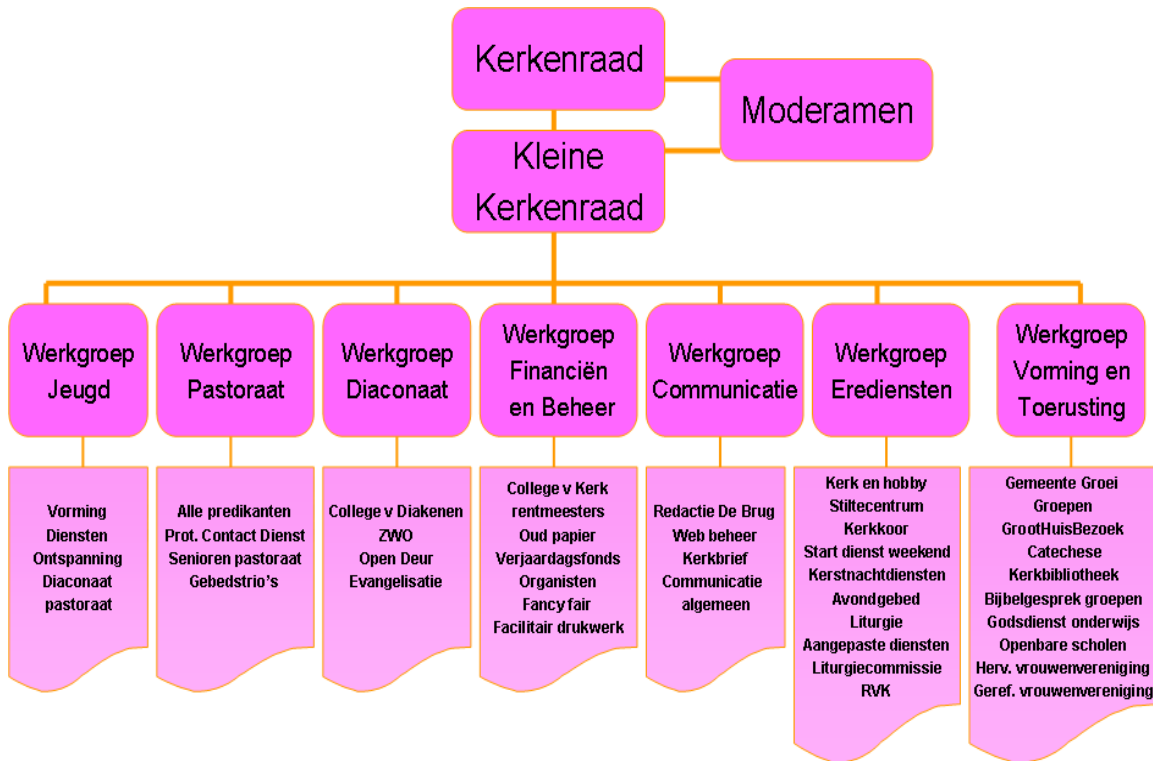 Kerkenraad
Moderamen
Kleine
Kerkenraad
Werkgroep
Jeugd
Werkgroep
Pastoraat
Werkgroep
Diaconaat
Werkgroep
Financiën
en Beheer
Werkgroep
Communicatie
Werkgroep
Erediensten
Werkgroep
Vorming en
Toerusting
Vorming
Diensten
Ontspanning
Diaconaat
pastoraat
Alle predikanten
Prot. Contact Dienst
Senioren pastoraat
Gebedstrio's
College v Diakenen
ZWO
Open Deur
Evangelisatie
College v Kerk
rentmeesters
Oud papier
Verjaardagsfonds
Organisten
Fancy fair
Facilitair drukwerk
Redactie De Brug
Web beheer
Kerkbrief
Communicatie
algemeen
Kerk en hobby
Stiltecentrum
Kerkkoor
Start dienst weekend
Kerstnachtdiensten
Avondgebed
Liturgie
Aangepaste diensten
Liturgiecommissie
RVK
Gemeente Groei
Groepen
GrootHuisBezoek
Catechese
Kerkbibliotheek
Bijbelgesprek groepen
Godsdienst onderwijs
Openbare scholen
Herv. vrouwenvereniging
Geref. vrouwenvereniging